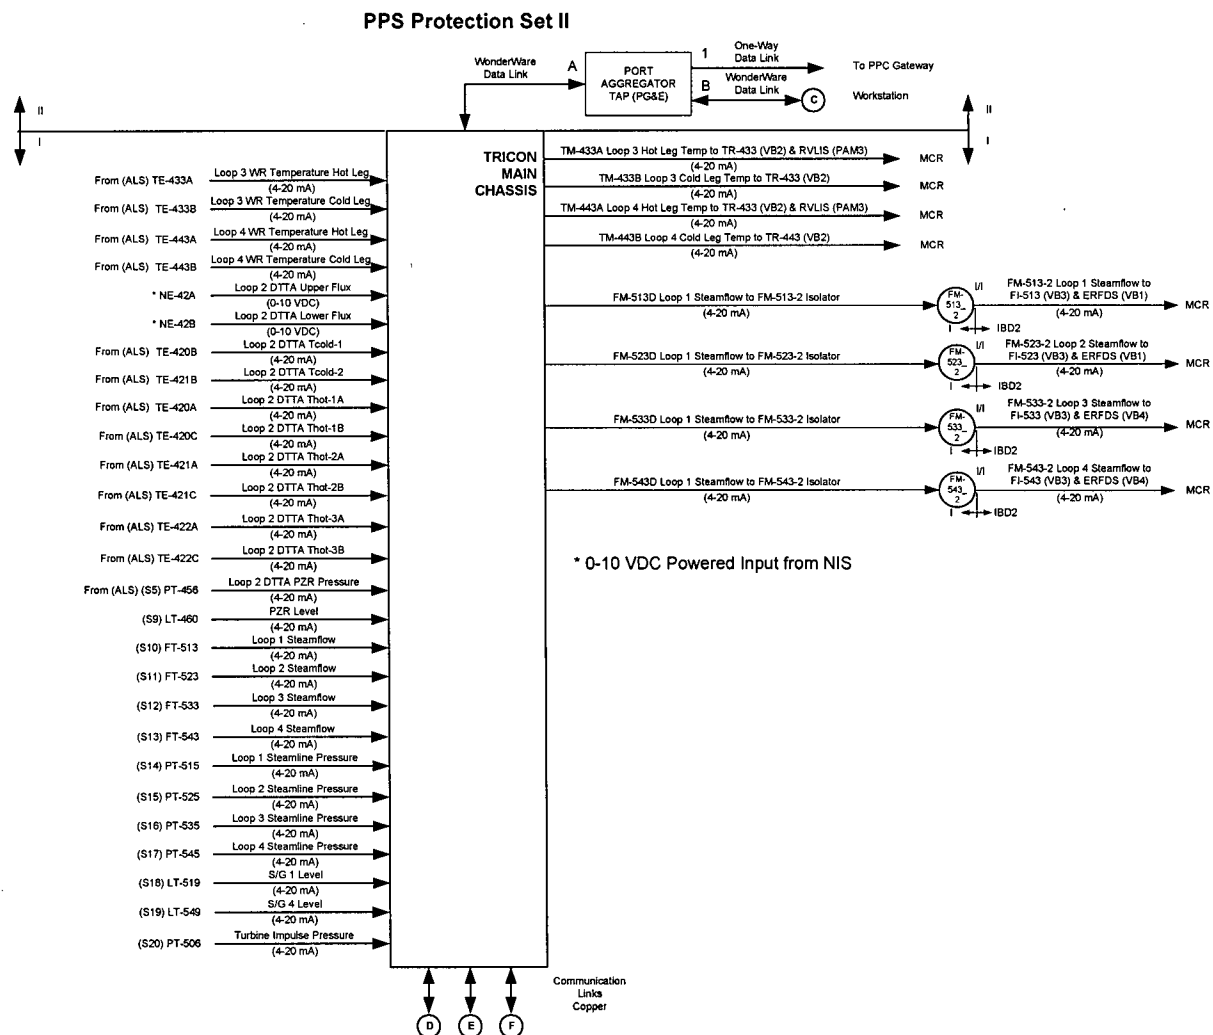 PPS Protection Set II
WonderWare
Data Link
A
PORT
AGGREGATOR
TAP (PG&E)
1
One-Way
Data Link
To PPC Gateway
B
WonderWare
Data Link
C
Workstation
II
I
II
I
TRICON
MAIN
CHASSIS
From (ALS) TE-433A
Loop 3 WR Temperature Hot Leg
(4-20 mA)
From (ALS) TE-433B
Loop 3 WR Temperature Cold Leg
(4-20 mA)
From (ALS) TE-443A
Loop 4 WR Temperature Hot Leg
(4-20 mA)
From (ALS) TE-443B
Loop 4 WR Temperature Cold Leg
(4-20 mA)
* NE-42A
Loop 2 DTTA Upper Flux
(0-10 VDC)
* NE-42B
Loop 2 DTTA Lower Flux
(0-10 VDC)
From (ALS) TE-420B
Loop 2 DTTA Tcold-1
(4-20 mA)
From (ALS) TE-421B
Loop 2 DTTA Tcold-2
(4-20 mA)
From (ALS) TE-420A
Loop 2 DTTA Thot-1A
(4-20 mA)
From (ALS) TE-420C
Loop 2 DTTA Thot-1B
(4-20 mA)
From (ALS) TE-421A
Loop 2 DTTA Thot-2A
(4-20 mA)
From (ALS) TE-421C
Loop 2 DTTA Thot-2B
(4-20 mA)
From (ALS) TE-422A
Loop 2 DTTA Thot-3A
(4-20 mA)
From (ALS) TE-422C
Loop 2 DTTA Thot-3B
(4-20 mA)
From (ALS) (S5) PT-456
Loop 2 DTTA PZR Pressure
(4-20 mA)
(S9) LT-460
PZR Level
(4-20 mA)
(S10) FT-513
Loop 1 Steamflow
(4-20 mA)
(S11) FT-523
Loop 2 Steamflow
(4-20 mA)
(S12) FT-533
Loop 3 Steamflow
(4-20 mA)
(S13) FT-543
Loop 4 Steamflow
(4-20 mA)
(S14) PT-515
Loop 1 Steamline Pressure
(4-20 mA)
(S15) PT-525
Loop 2 Steamline Pressure
(4-20 mA)
(S16) PT-535
Loop 3 Steamline Pressure
(4-20 mA)
(S17) PT-545
Loop 4 Steamline Pressure
(4-20 mA)
(S18) LT-519
S/G 1 Level
(4-20 mA)
(S19) LT-549
S/G 4 Level
(4-20 mA)
(S20) PT-506
Turbine Impulse Pressure
(4-20 mA)
TM-433A Loop 3 Hot Leg Temp to TR-433 (VB2) & RVLIS (PAM3)
(4-20 mA)
MCR
TM-433B Loop 3 Cold Leg Temp to TR-433 (VB2)
(4-20 mA)
MCR
TM-443A Loop 4 Hot Leg Temp to TR-433 (VB2) & RVLIS (PAM3)
(4-20 mA)
MCR
TM-443B Loop 4 Cold Leg Temp to TR-443 (VB2)
(4-20 mA)
MCR
FM-513D Loop 1 Steamflow to FM-513-2 Isolator
(4-20 mA)
FM-
513_
2
I/I
I
IBD2
FM-513-2 Loop 1 Steamflow to
FI-513 (VB3) & ERFDS (VB1)
(4-20 mA)
MCR
FM-523D Loop 1 Steamflow to FM-523-2 Isolator
(4-20 mA)
FM-
523_
2
I/I
I
IBD2
FM-523-2 Loop 2 Steamflow to
FI-523 (VB3) & ERFDS (VB1)
(4-20 mA)
MCR
FM-533D Loop 1 Steamflow to FM-533-2 Isolator
(4-20 mA)
FM-
533_
2
I/I
I
IBD2
FM-533-2 Loop 3 Steamflow to
FI-533 (VB3) & ERFDS (VB4)
(4-20 mA)
MCR
FM-543D Loop 1 Steamflow to FM-543-2 Isolator
(4-20 mA)
FM-
543_
2
I/I
I
IBD2
FM-543-2 Loop 4 Steamflow to
FI-543 (VB3) & ERFDS (VB4)
(4-20 mA)
MCR
* 0-10 VDC Powered Input from NIS
Communication
Links
Copper
D
E
F